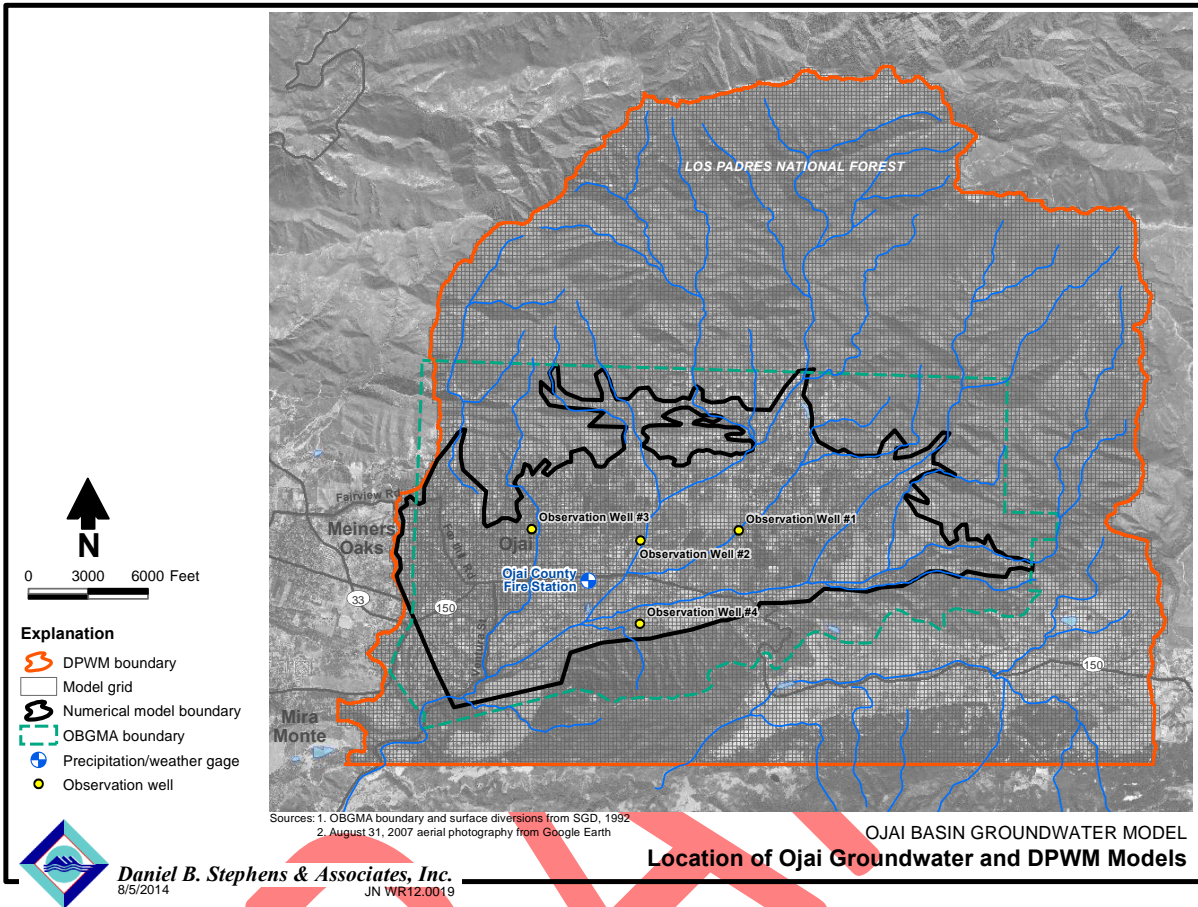 LOS PADRES NATIONAL FOREST
Fairview Rd
Meiners
Oaks
Foothill Rd
Ojai
Observation Well #3
Observation Well #1
Observation Well #2
Ojai County
Fire Station
Observation Well #4
Ventura St
33
150
150
Mira
Monte
N
0 3000 6000 Feet
Explanation
DPWM boundary
Model grid
Numerical model boundary
OBGMA boundary
Precipitation/weather gage
Observation well
Sources: 1. OBGMA boundary and surface diversions from SGD, 1992
2. August 31, 2007 aerial photography from Google Earth
OJAI BASIN GROUNDWATER MODEL
Location of Ojai Groundwater and DPWM Models
Daniel B. Stephens & Associates, Inc.
8/5/2014 JN WR12.0019